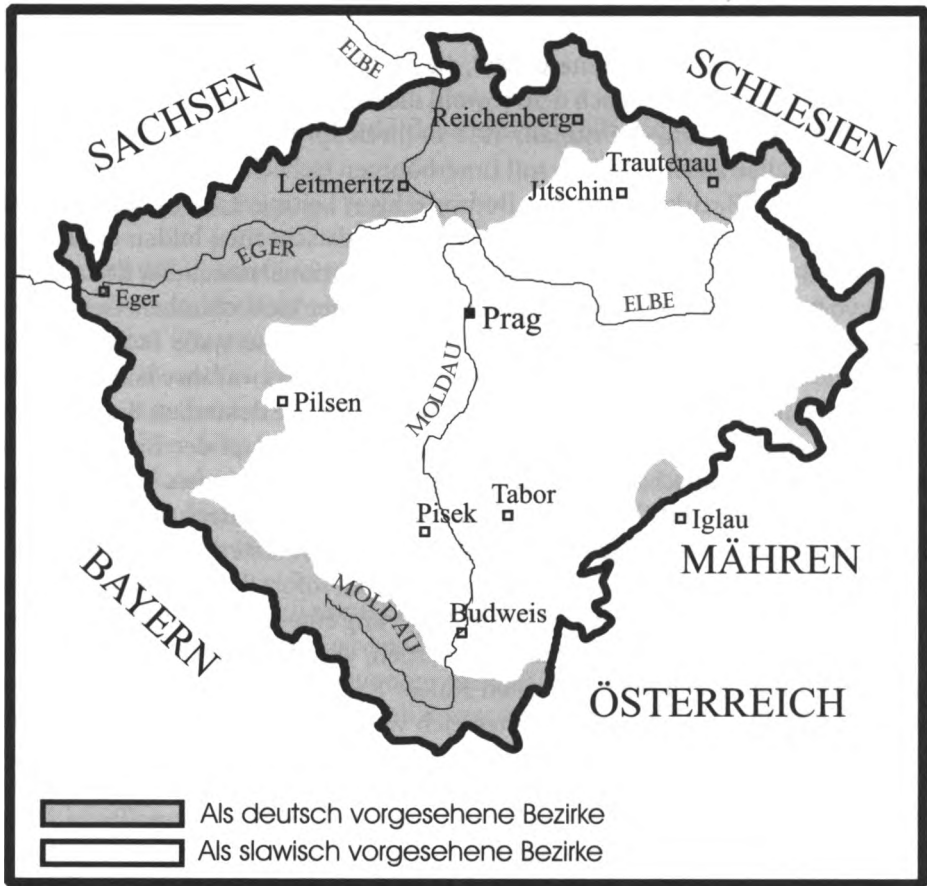 ELBE
SACHSEN
SCHLESIEN
Reichenberg
Trautenau
Leitmeritz
Jitschin
EGER
Eger
ELBE
Prag
MOLDAU
Pilsen
Tabor
Pisek
Iglau
MÄHREN
BAYERN
MOLDAU
Budweis
ÖSTERREICH
Als deutsch vorgesehene Bezirke
Als slawisch vorgesehene Bezirke